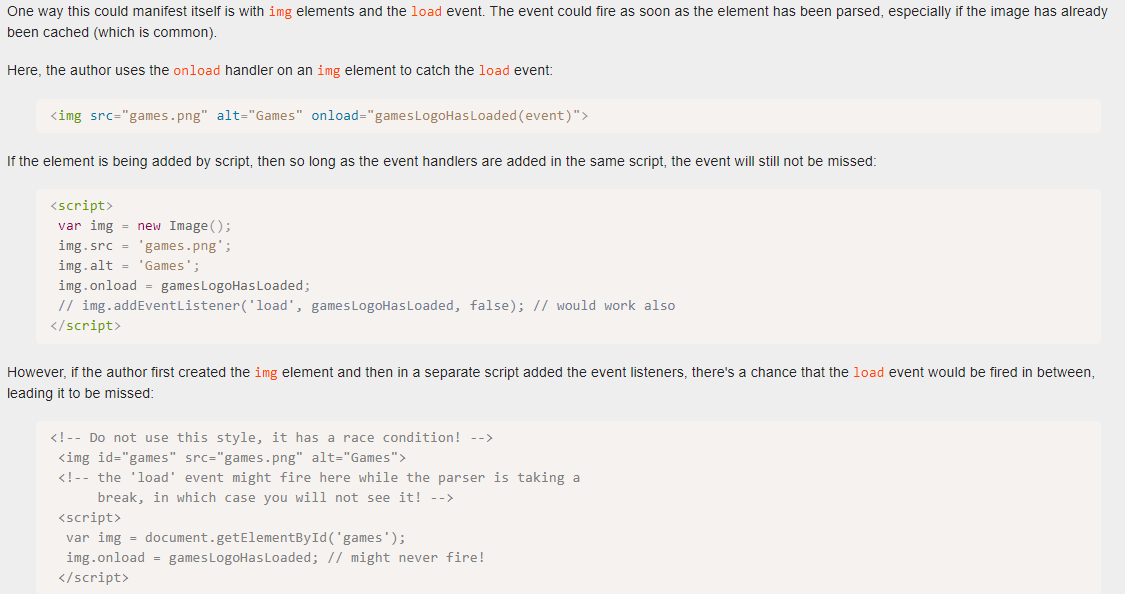 One way this could manifest itself is with img elements and the load event. The event could fire as soon as the element has been parsed, especially if the image has already
been cached (which is common).
Here, the author uses the onload handler on an img element to catch the load event:
<img src="games.png" alt="Games" onload="gamesLogoHasLoaded(event)">
If the element is being added by script, then so long as the event handlers are added in the same script, the event will still not be missed:
<script>
var img = new Image();
img.src = 'games.png';
img.alt = 'Games';
img.onload = gamesLogoHasLoaded;
// img.addEventListener('load', gamesLogoHasLoaded, false); // would work also
</script>
However, if the author first created the img element and then in a separate script added the event listeners, there's a chance that the load event would be fired in between,
leading it to be missed:
<!-- Do not use this style, it has a race condition! -->
<img id="games" src="games.png" alt="Games">
<!-- the 'load' event might fire here while the parser is taking a
break, in which case you will not see it! -->
<script>
var img = document.getElementById('games');
img.onload = gamesLogoHasLoaded; // might never fire!
</script>